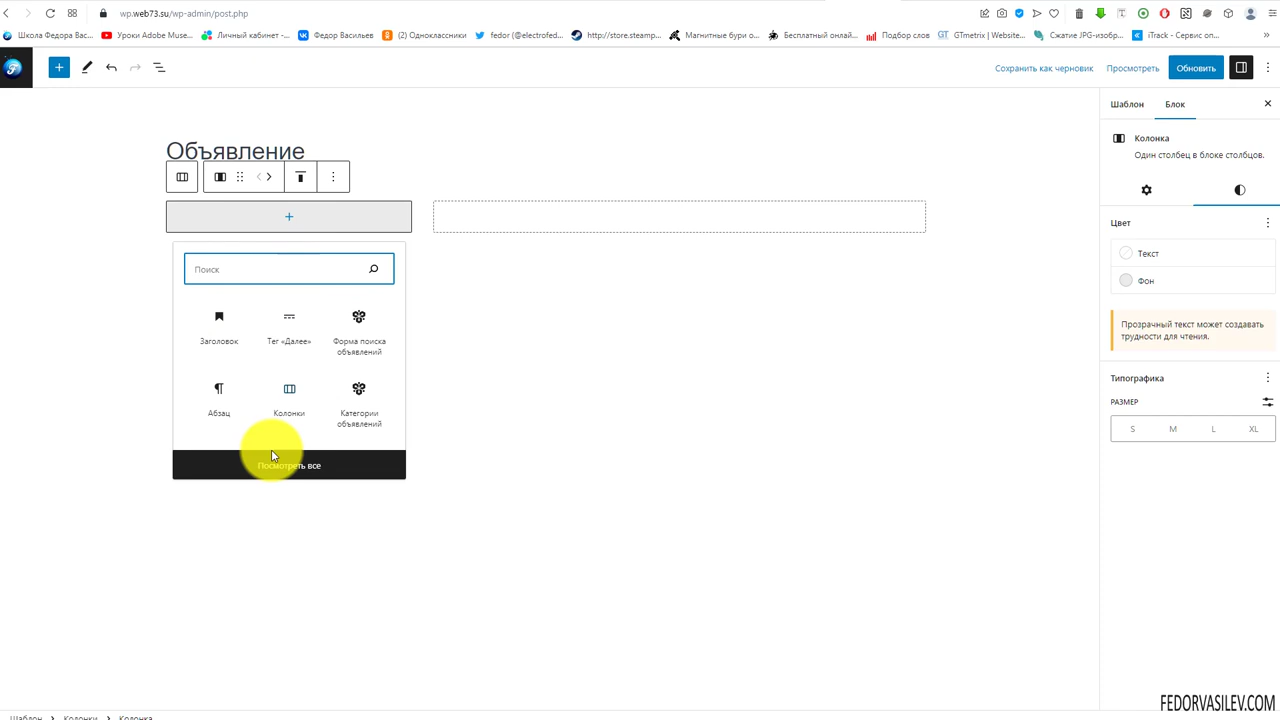 wp.web73.su/wp-admin/post.php
Школа Федора Вас...
Уроки Adobe Muse...
Личный кабинет -...
Федор Васильев
(2) Одноклассники
fedor (@electrofed...
http://store.steamp...
Магнитные бури о...
Бесплатный онлай...
Подбор слов
GT
GTmetrix | Website...
Сжатие JPG-изобр...
iTrack - Сервис оп...
Сохранить как черновик
Просмотреть
Обновить
Объявление
Поиск
Заголовок
Тег «Далее»
Форма поиска
объявлений
Абзац
Колонки
Категории
объявлений
Посмотреть все
Шаблон
Блок
Колонка
Один столбец в блоке столбцов.
Цвет
Текст
Фон
Прозрачный текст может создавать
трудности для чтения.
Типографика
РАЗМЕР
S
M
L
XL
FEDORVASILEV.COM
Шаблон
Колонки
Колонка